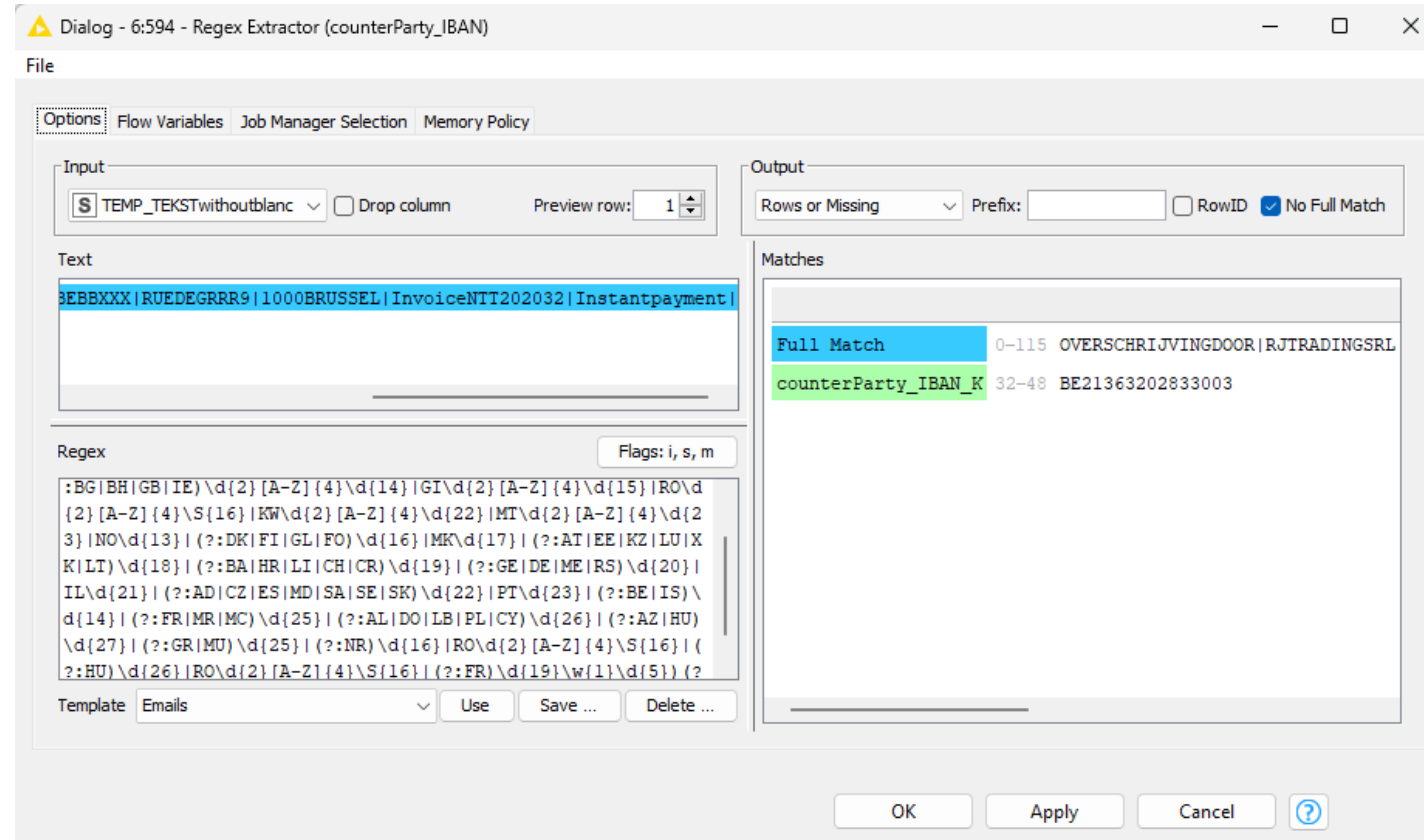 Dialog - 6:594 - Regex Extractor (counterParty_IBAN)
File
Options Flow Variables Job Manager Selection Memory Policy
Input
S TEMP_TEKSTwithoutblanc Drop column Preview row: 1
Output
Rows or Missing Prefix: RowID No Full Match
Text
BEBBXXX|RUEDEGRRR9|1000BRUSSEL|InvoiceNTT202032|Instantpayment|
Matches
Full Match 0-115 OVERSCHRIJVINGDOOR|RJTRADINGSRL
counterParty_IBAN_K 32-48 BE21363202833003
Regex Flags: i, s, m
:BG|BH|GB|IE)\d{2}[A-Z]{4}\d{14}|GI\d{2}[A-Z]{4}\d{15}|RO\d
{2}[A-Z]{4}\S{16}|KW\d{2}[A-Z]{4}\d{22}|MT\d{2}[A-Z]{4}\d{2
3}|NO\d{13}|(?:DK|FI|GL|FO)\d{16}|MK\d{17}|(?:AT|EE|KZ|LU|X
K|LT)\d{18}|(?:BA|HR|LI|CH|CR)\d{19}|(?:GE|DE|ME|RS)\d{20}|
IL\d{21}|(?:AD|CZ|ES|MD|SA|SE|SK)\d{22}|PT\d{23}|(?:BE|IS)\
d{14}|(?:FR|MR|MC)\d{25}|(?:AL|DO|LB|PL|CY)\d{26}|(?:AZ|HU)
\d{27}|(?:GR|MU)\d{25}|(?:NR)\d{16}|RO\d{2}[A-Z]{4}\S{16}|(
?:HU)\d{26}|RO\d{2}[A-Z]{4}\S{16}|(?:FR)\d{19}\w{1}\d{5})(?
Template Emails Use Save ... Delete ...
OK Apply Cancel ?